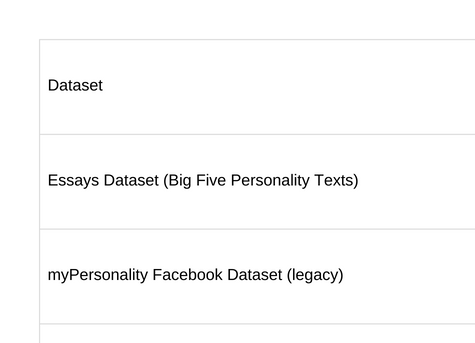 Dataset
Essays Dataset (Big Five Personality Texts)
myPersonality Facebook Dataset (legacy)